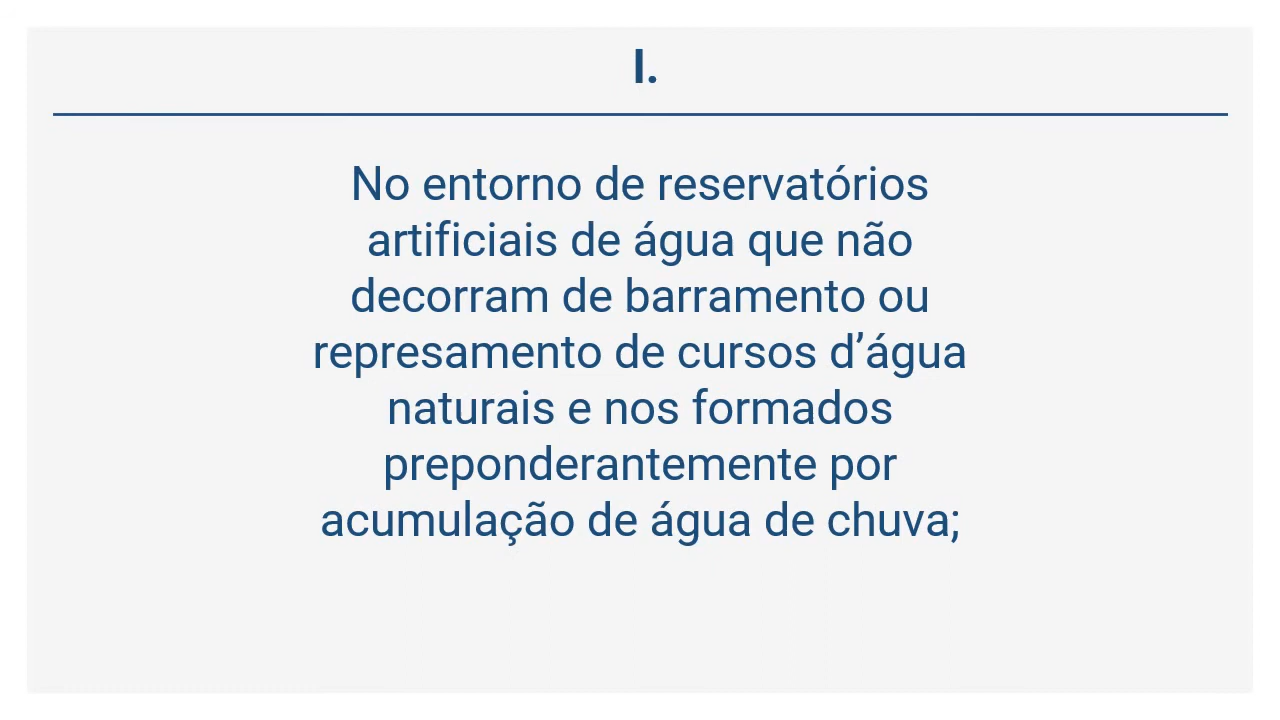 I.
No entorno de reservatórios
artificiais de água que não
decorram de barramento ou
represamento de cursos d’água
naturais e nos formados
preponderantemente por
acumulação de água de chuva;